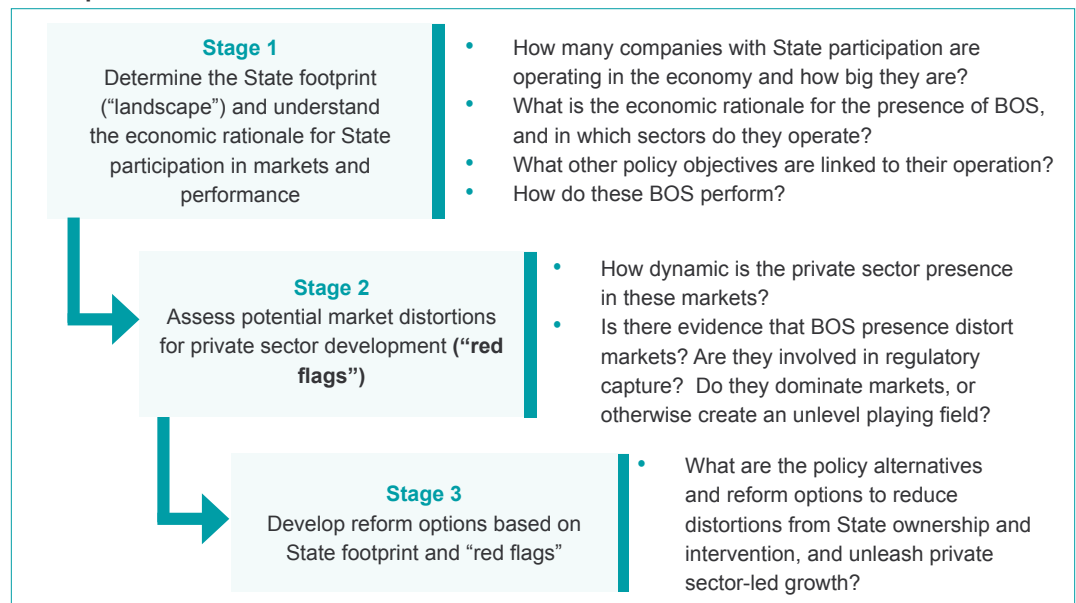 Stage 1
Determine the State footprint
(“landscape”) and understand
the economic rationale for State
participation in markets and
performance
• How many companies with State participation are
operating in the economy and how big they are?
• What is the economic rationale for the presence of BOS,
and in which sectors do they operate?
• What other policy objectives are linked to their operation?
• How do these BOS perform?
Stage 2
Assess potential market distortions
for private sector development (“red
flags”)
• How dynamic is the private sector presence
in these markets?
• Is there evidence that BOS presence distort
markets? Are they involved in regulatory
capture? Do they dominate markets, or
otherwise create an unlevel playing field?
Stage 3
Develop reform options based on
State footprint and “red flags”
• What are the policy alternatives
and reform options to reduce
distortions from State ownership and
intervention, and unleash private
sector-led growth?